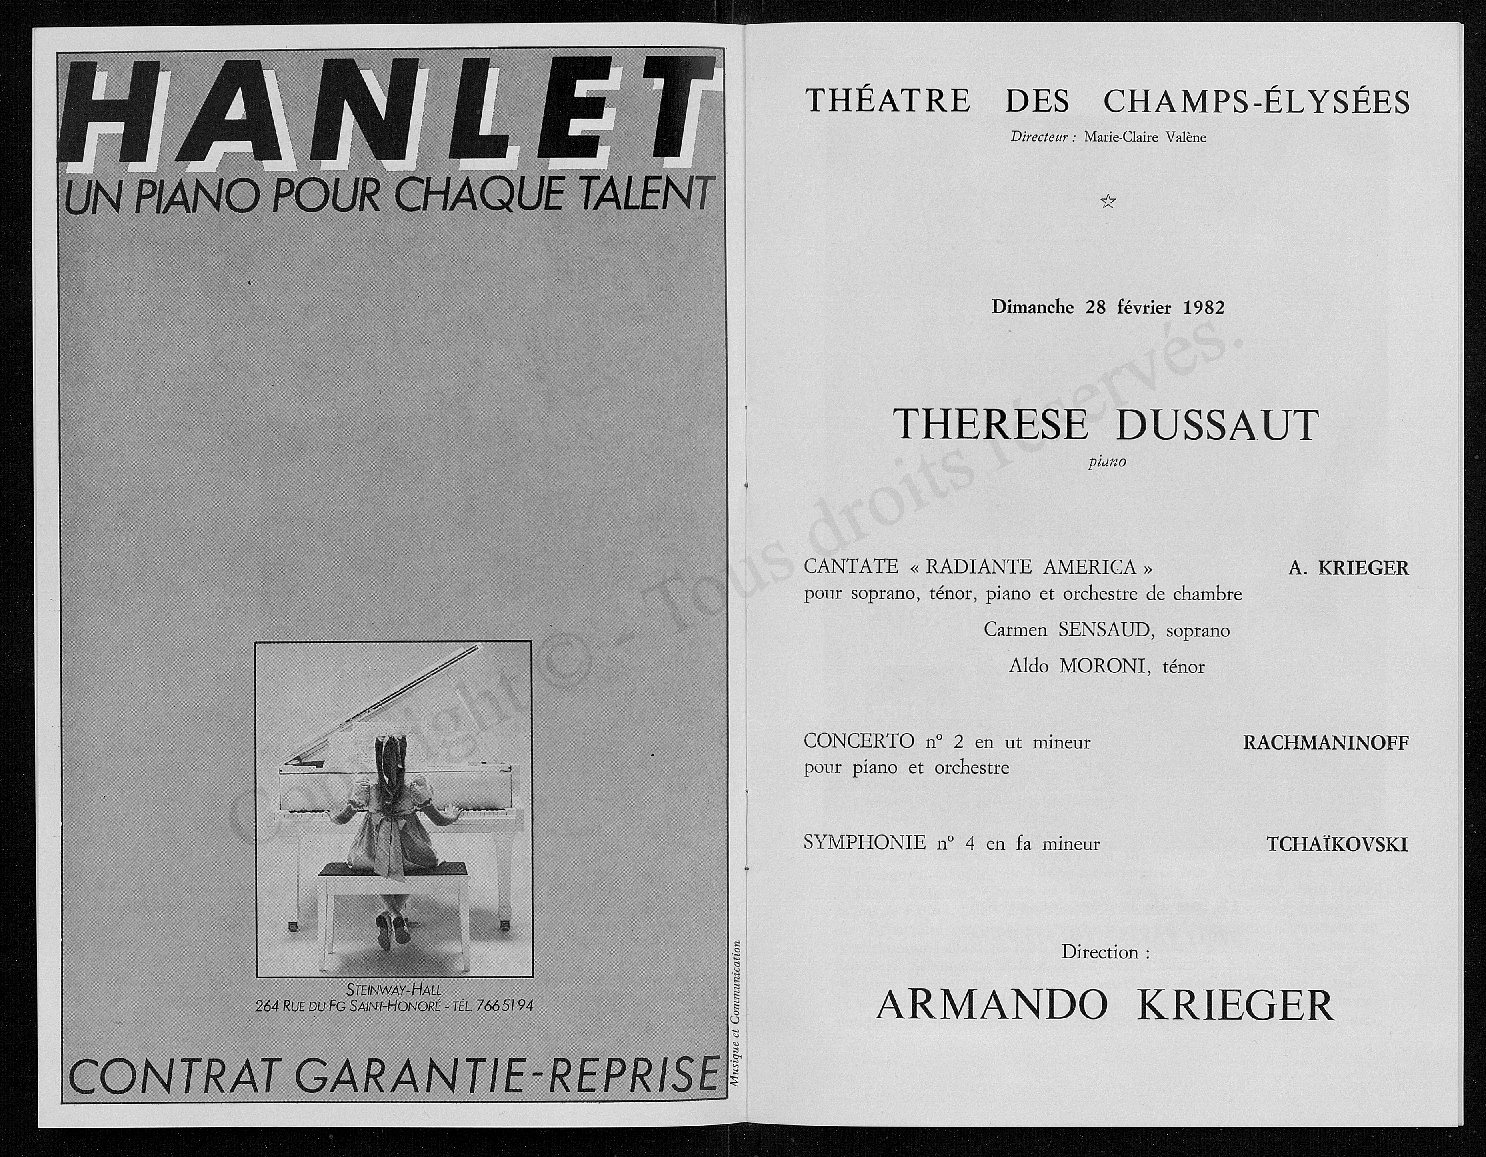 HANLET
UN PIANO POUR CHAQUE TALENT
STEINWAY-HALL
264 RUE DU FG SAINT-HONORÉ - TÉL. 766 51 94
CONTRAT GARANTIE-REPRISE
Musique et Communication
THÉATRE DES CHAMPS-ÉLYSÉES
Directeur : Marie-Claire Valène
☆
Dimanche 28 février 1982
THERESE DUSSAUT
piano
CANTATE « RADIANTE AMERICA » A. KRIEGER
pour soprano, ténor, piano et orchestre de chambre
Carmen SENSAUD, soprano
Aldo MORONI, ténor
CONCERTO n° 2 en ut mineur RACHMANINOFF
pour piano et orchestre
SYMPHONIE n° 4 en fa mineur TCHAÏKOVSKI
Direction :
ARMANDO KRIEGER
Copyright © - Tous droits réservés.